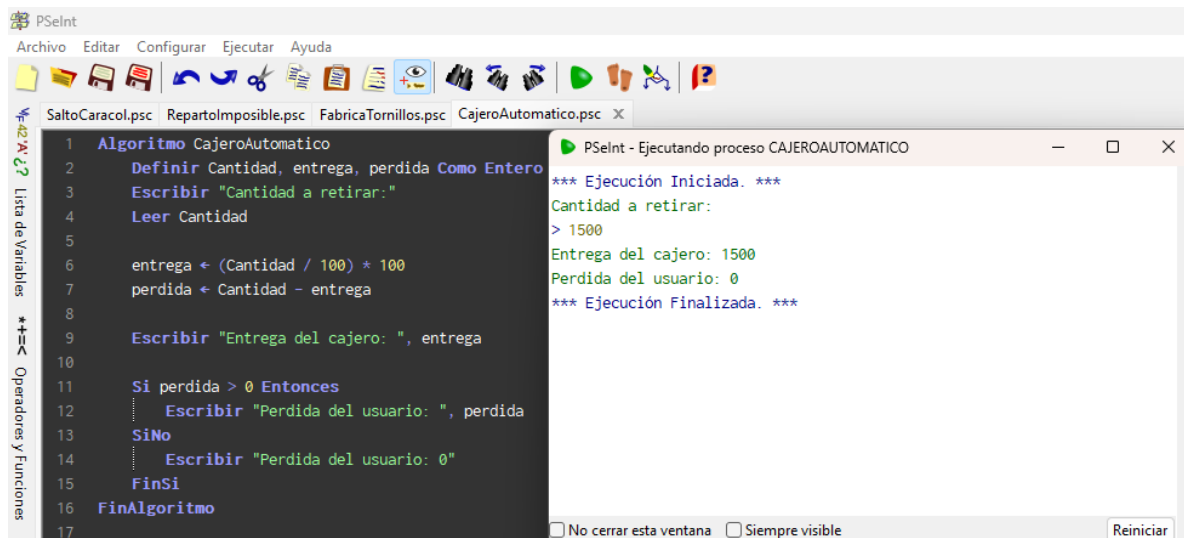 PSeInt
Archivo Editar Configurar Ejecutar Ayuda
SaltoCaracol.psc RepartoImposible.psc FabricaTornillos.psc CajeroAutomatico.psc X
Lista de Variables
*+=< Operadores y Funciones
1 Algoritmo CajeroAutomatico
2 Definir Cantidad, entrega, perdida Como Entero
3 Escribir "Cantidad a retirar:"
4 Leer Cantidad
5
6 entrega ← (Cantidad / 100) * 100
7 perdida ← Cantidad - entrega
8
9 Escribir "Entrega del cajero: ", entrega
10
11 Si perdida > 0 Entonces
12 Escribir "Perdida del usuario: ", perdida
13 SiNo
14 Escribir "Perdida del usuario: 0"
15 FinSi
16 FinAlgoritmo
17
PSeInt - Ejecutando proceso CAJEROAUTOMATICO
*** Ejecución Iniciada. ***
Cantidad a retirar:
> 1500
Entrega del cajero: 1500
Perdida del usuario: 0
*** Ejecución Finalizada. ***
No cerrar esta ventana Siempre visible Reiniciar